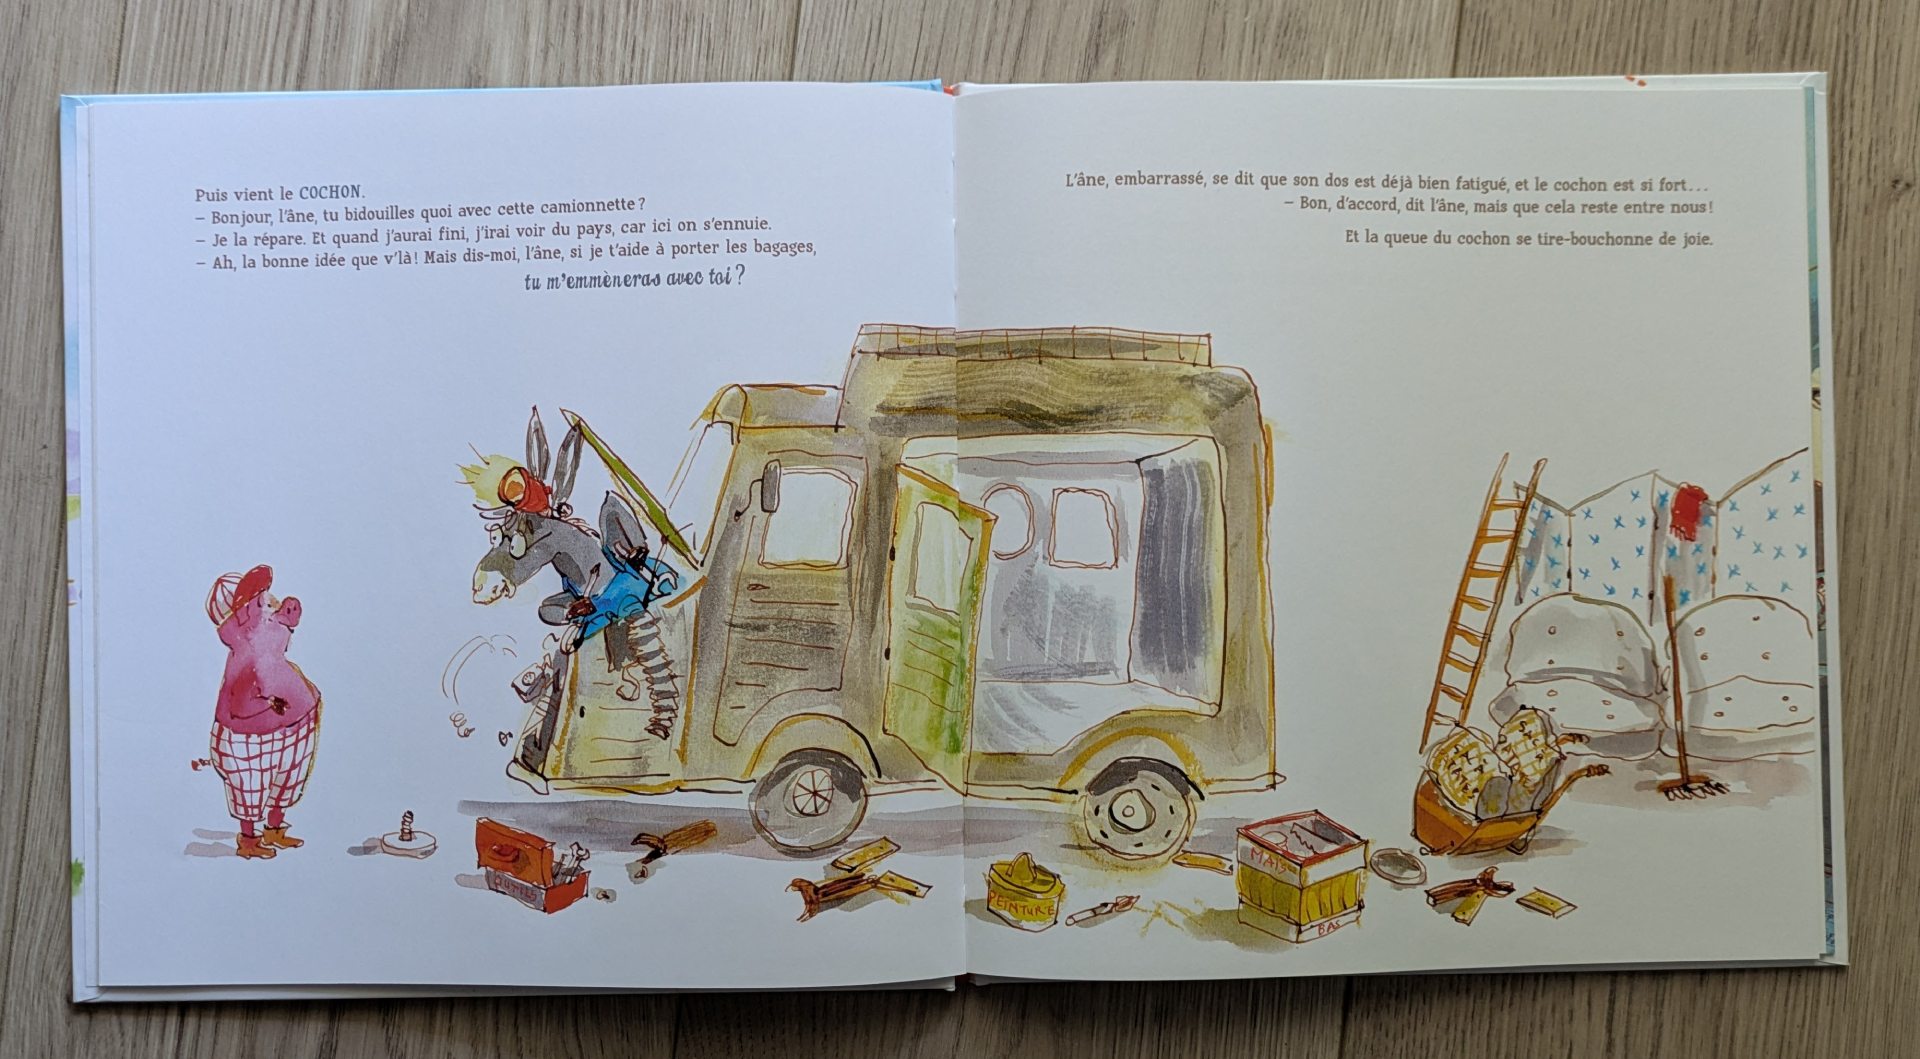 Puis vient le COCHON.
– Bonjour, l'âne, tu bidouilles quoi avec cette camionnette ?
– Je la répare. Et quand j'aurai fini, j'irai voir du pays, car ici on s'ennuie.
– Ah, la bonne idée que v'là ! Mais dis-moi, l'âne, si je t'aide à porter les bagages,
tu m'emmèneras avec toi ?
L'âne, embarrassé, se dit que son dos est déjà bien fatigué, et le cochon est si fort...
– Bon, d'accord, dit l'âne, mais que cela reste entre nous !
Et la queue du cochon se tire-bouchonne de joie.
OUTILS
PEINTURE
MAIS
BAS